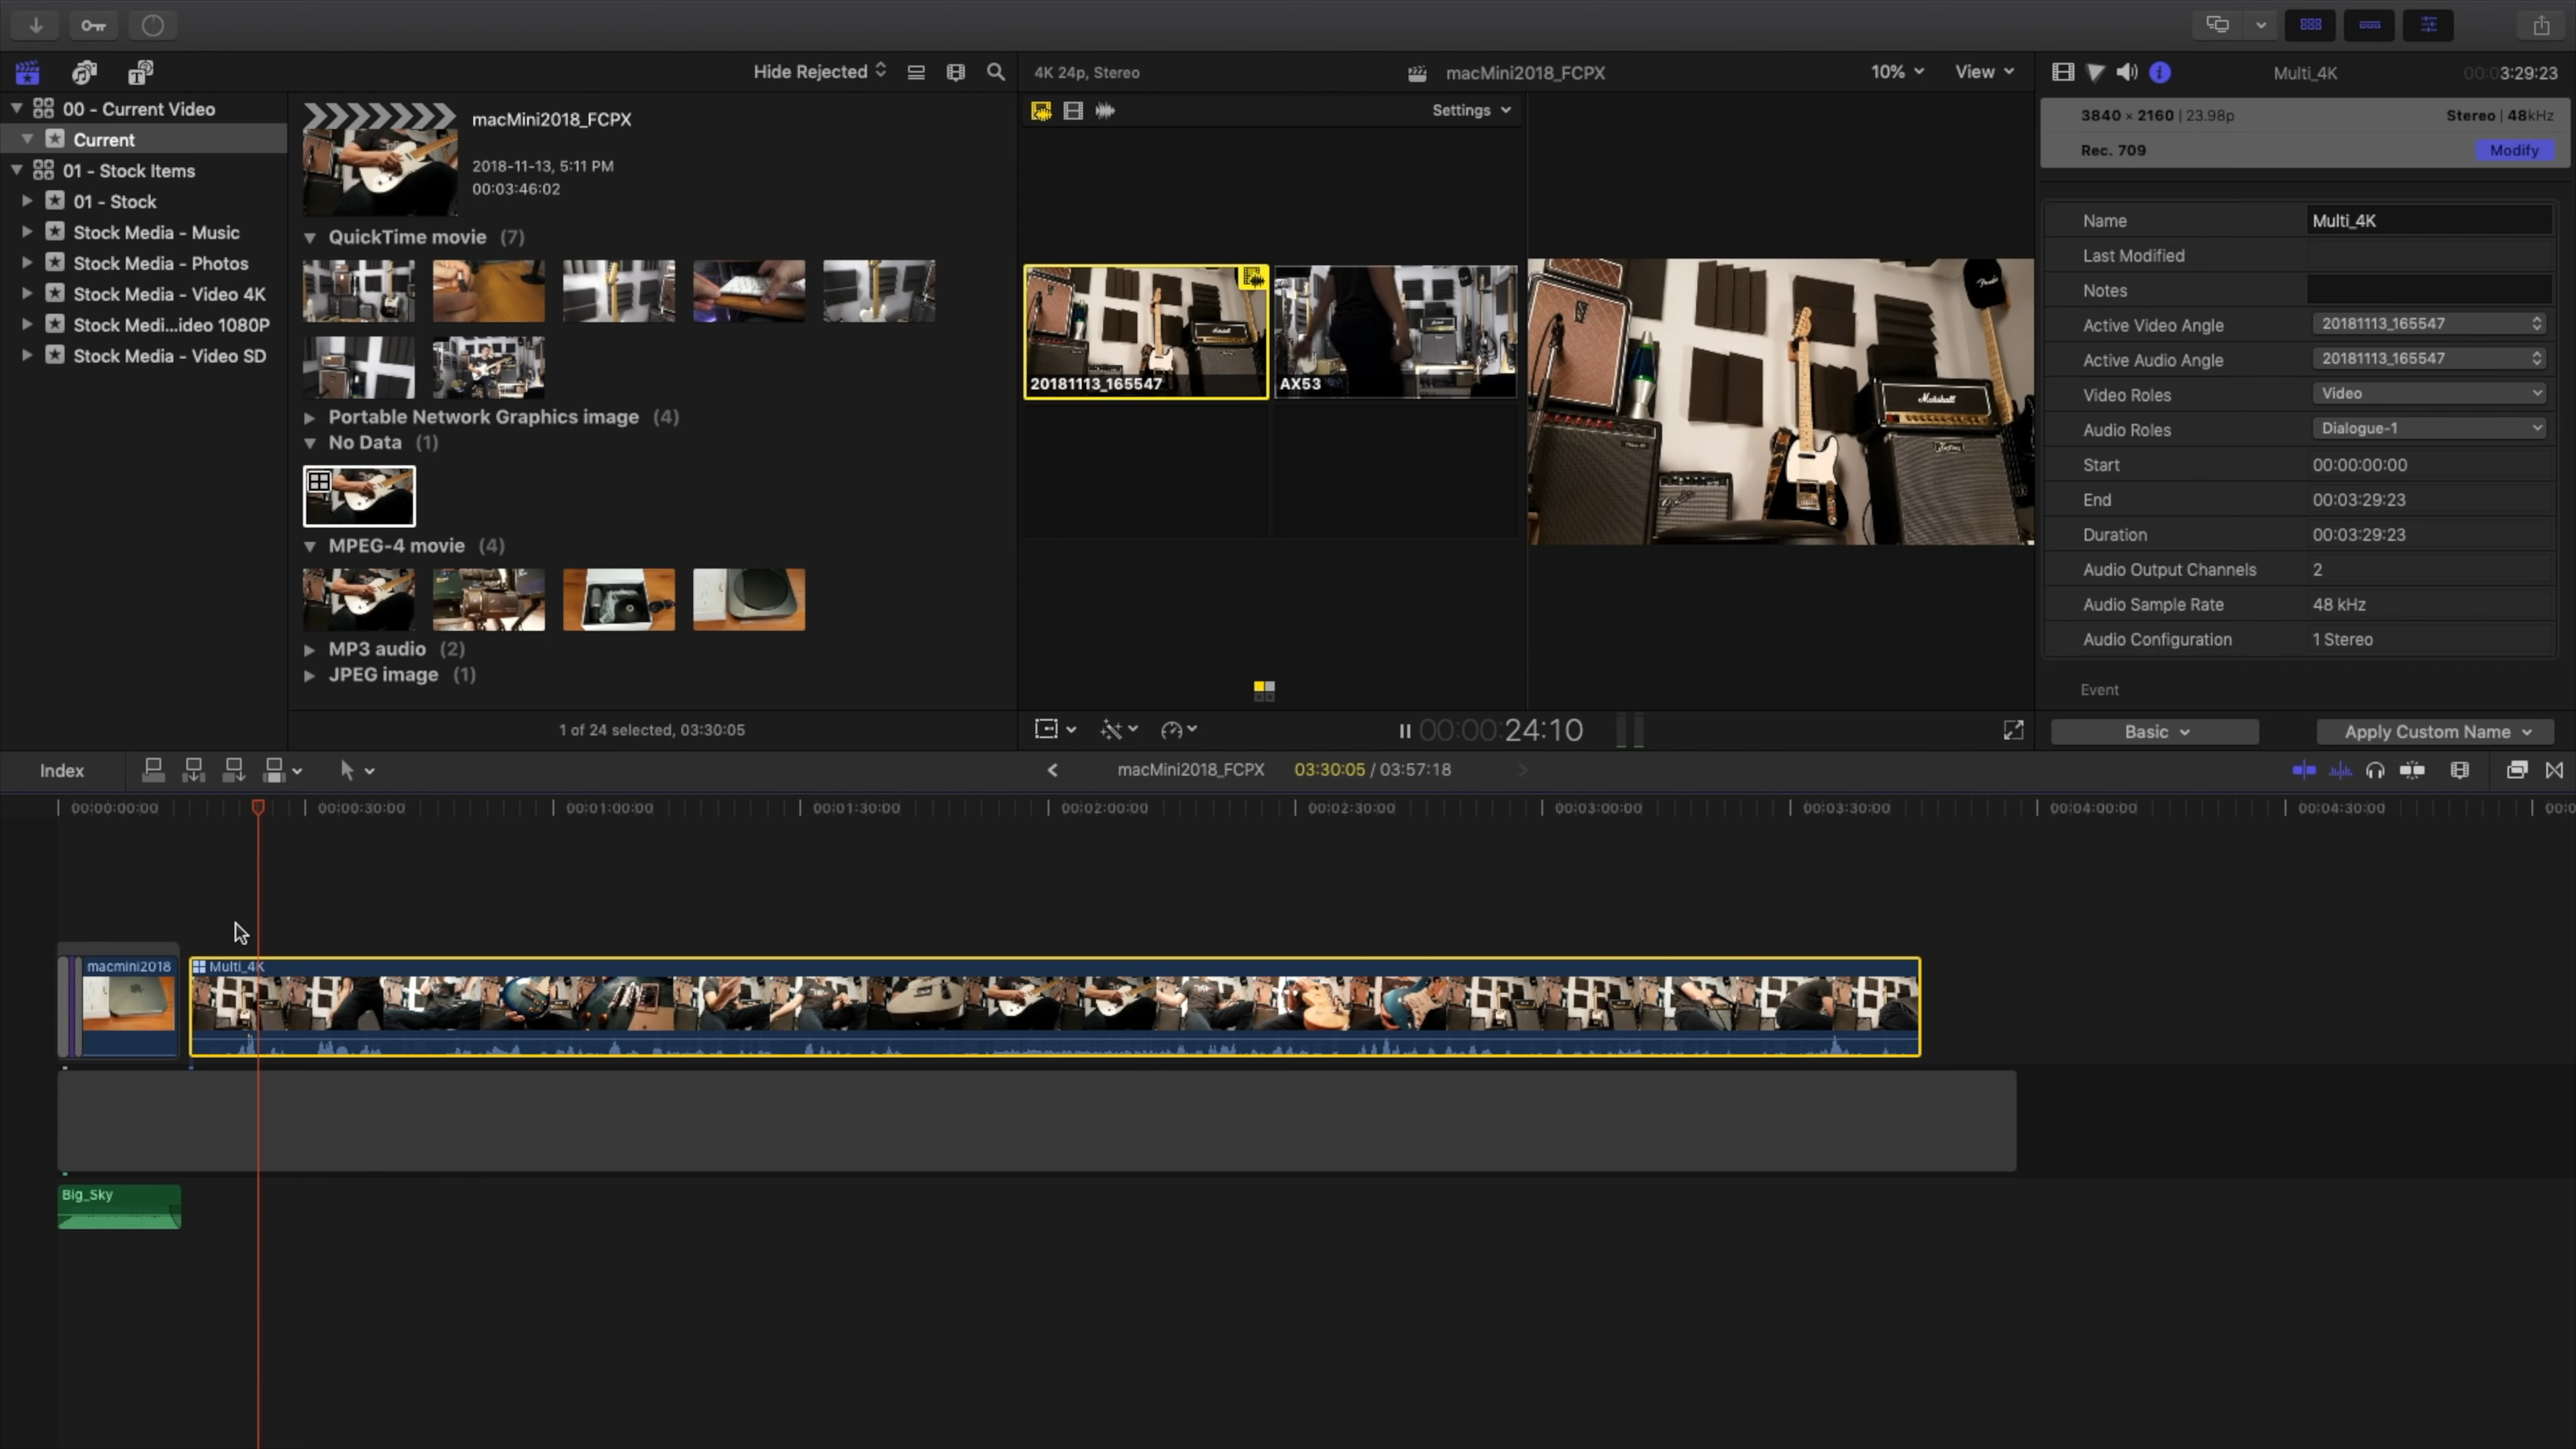 Hide Rejected
4K 24p, Stereo
macMini2018_FCPX
10%
View
Multi_4K
00:03:29:23
00 - Current Video
Current
01 - Stock Items
01 - Stock
Stock Media - Music
Stock Media - Photos
Stock Media - Video 4K
Stock Medi...ideo 1080P
Stock Media - Video SD
macMini2018_FCPX
2018-11-13, 5:11 PM
00:03:46:02
QuickTime movie (7)
Portable Network Graphics image (4)
No Data (1)
MPEG-4 movie (4)
MP3 audio (2)
JPEG image (1)
1 of 24 selected, 03:30:05
Settings
20181113_165547
AX53
Fender
Marshall
00:00:00:24:10
3840 × 2160 | 23.98p
Stereo | 48kHz
Rec. 709
Modify
Name Multi_4K
Last Modified
Notes
Active Video Angle 20181113_165547
Active Audio Angle 20181113_165547
Video Roles Video
Audio Roles Dialogue-1
Start 00:00:00:00
End 00:03:29:23
Duration 00:03:29:23
Audio Output Channels 2
Audio Sample Rate 48 kHz
Audio Configuration 1 Stereo
Event
Basic
Apply Custom Name
Index
macMini2018_FCPX
03:30:05 / 03:57:18
00:00:00:00
00:00:30:00
00:01:00:00
00:01:30:00
00:02:00:00
00:02:30:00
00:03:00:00
00:03:30:00
00:04:00:00
00:04:30:00
macmini2018
Multi_4K
Big_Sky